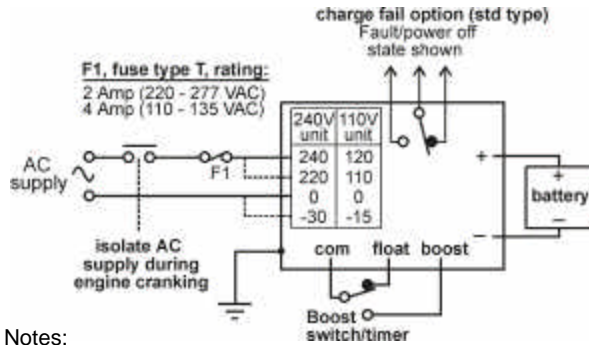 charge fail option (std type)
Fault/power off
state shown
F1, fuse type T, rating:
2 Amp (220 - 277 VAC)
4 Amp (110 - 135 VAC)
240V 110V
unit unit
240 120
220 110
0 0
-30 -15
AC
supply
F1
+
-
+
battery
-
isolate AC
supply during
engine cranking
com float boost
Boost
switch/timer
Notes: